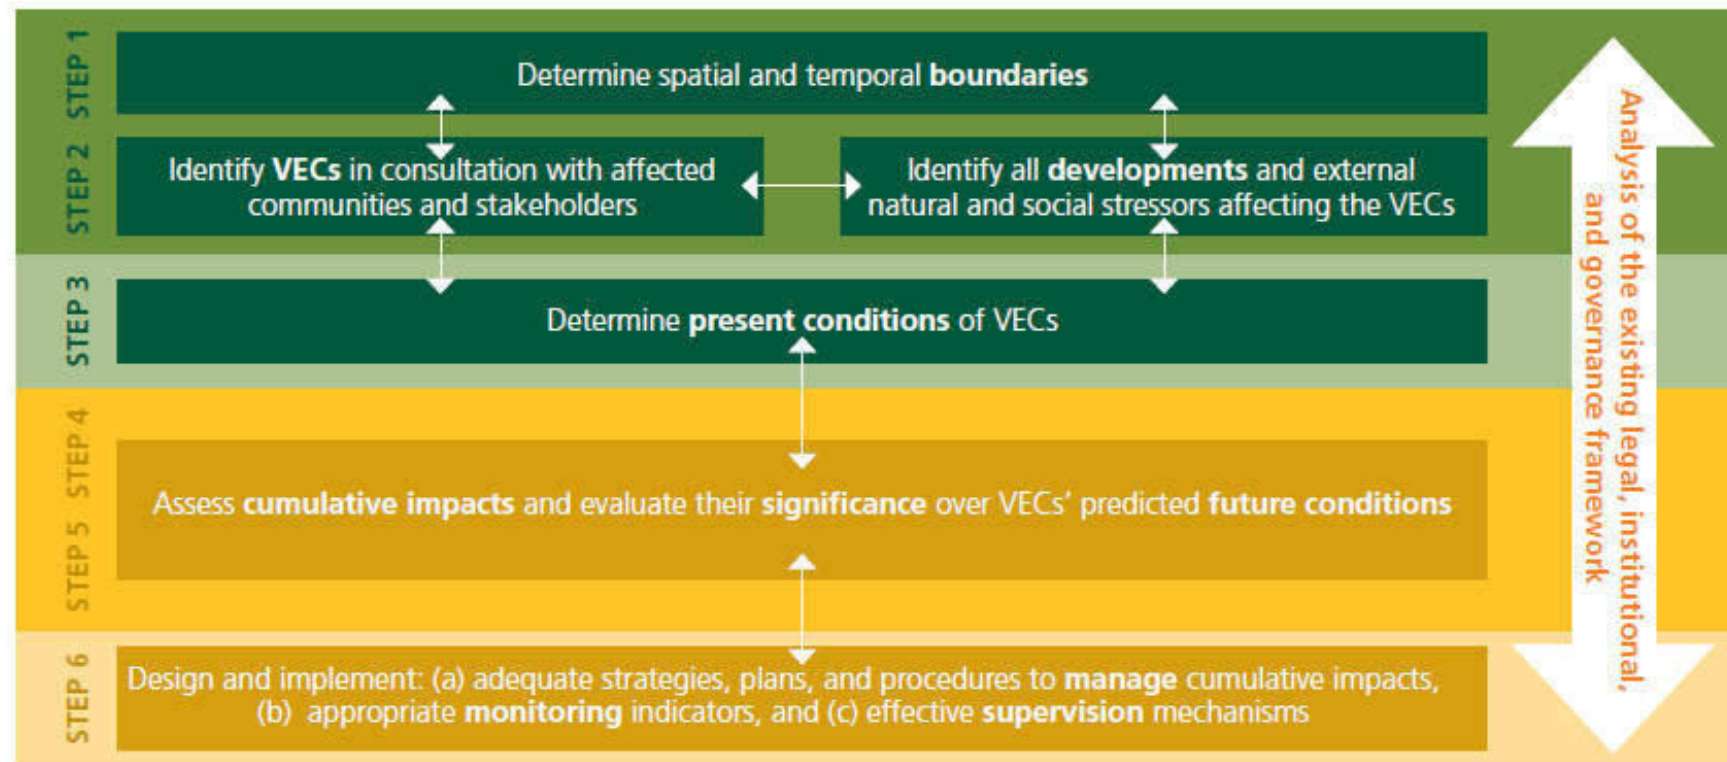 STEP 1
Determine spatial and temporal boundaries
STEP 2
Identify VECs in consultation with affected
communities and stakeholders
Identify all developments and external
natural and social stressors affecting the VECs
STEP 3
Determine present conditions of VECs
STEP 4
STEP 5
Assess cumulative impacts and evaluate their significance over VECs’ predicted future conditions
STEP 6
Design and implement: (a) adequate strategies, plans, and procedures to manage cumulative impacts,
(b) appropriate monitoring indicators, and (c) effective supervision mechanisms
Analysis of the existing legal, institutional,
and governance framework